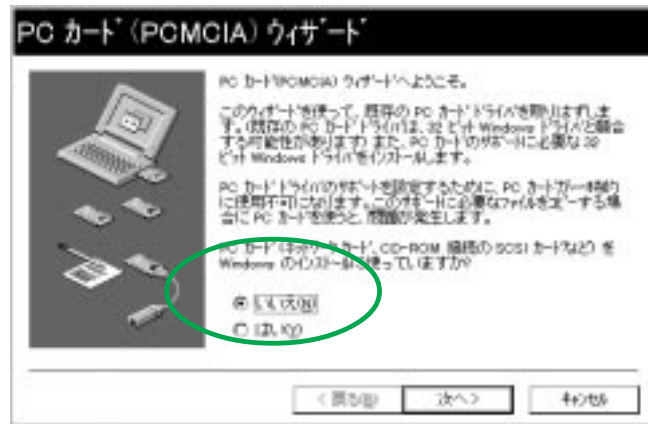 PC ｶｰﾄﾞ(PCMCIA) ｳｨｻﾞｰﾄﾞ
PC ｶｰﾄﾞ(PCMCIA) ｳｨｻﾞｰﾄﾞへようこそ。
このｳｨｻﾞｰﾄﾞを使って、既存の PC ｶｰﾄﾞ ﾄﾞﾗｲﾊﾞを取りはずしま
す。(既存の PC ｶｰﾄﾞ ﾄﾞﾗｲﾊﾞは、32 ﾋﾞｯﾄ Windows ﾄﾞﾗｲﾊﾞと競合
する可能性があります) また、PC ｶｰﾄﾞのｻﾎﾟｰﾄに必要な 32
ﾋﾞｯﾄ Windows ﾄﾞﾗｲﾊﾞをｲﾝｽﾄｰﾙします。
PC ｶｰﾄﾞ ﾄﾞﾗｲﾊﾞのｻﾎﾟｰﾄを設定するために、PC ｶｰﾄﾞが一時的
に使用不可になります。このｻﾎﾟｰﾄに必要なﾌｧｲﾙをｺﾋﾟｰする場
合に PC ｶｰﾄﾞを使うと、問題が発生します。
PC ｶｰﾄﾞ (ﾈｯﾄﾜｰｸ ｶｰﾄﾞ、CD-ROM 接続の SCSI ｶｰﾄﾞなど) を
Windows のｲﾝｽﾄｰﾙで使っていますか?
いいえ(N)
はい(Y)
< 戻る(B)
次へ >
ｷｬﾝｾﾙ